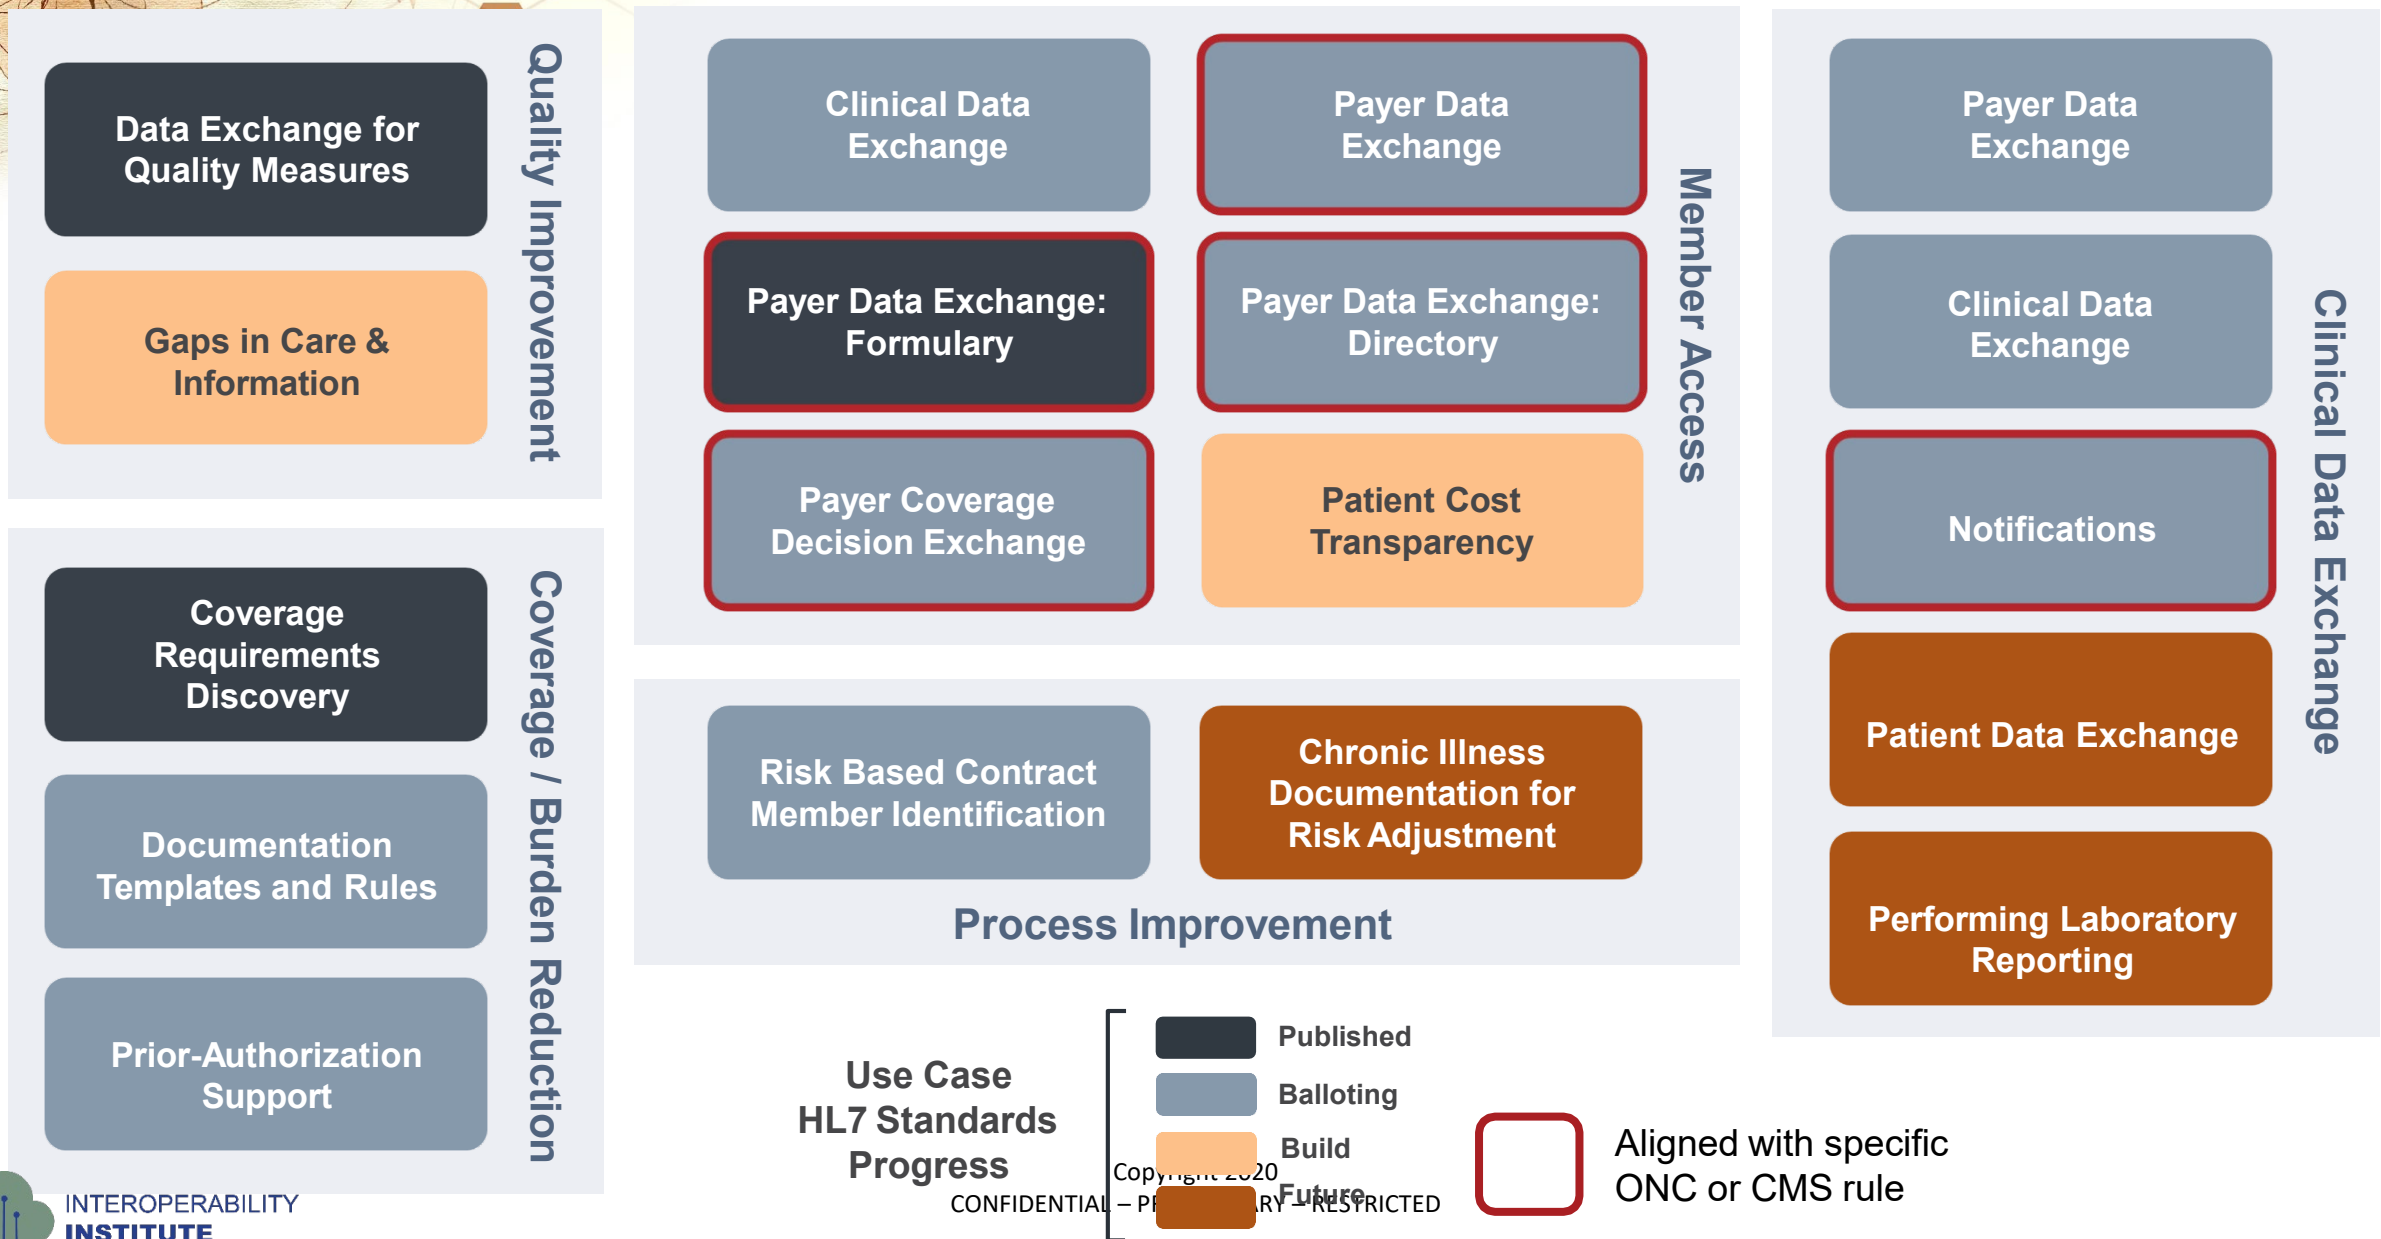 Data Exchange for
Quality Measures
Gaps in Care &
Information
Quality Improvement
Coverage
Requirements
Discovery
Documentation
Templates and Rules
Prior-Authorization
Support
Coverage / Burden Reduction
Clinical Data
Exchange
Payer Data
Exchange
Payer Data Exchange:
Formulary
Payer Data Exchange:
Directory
Payer Coverage
Decision Exchange
Patient Cost
Transparency
Member Access
Risk Based Contract
Member Identification
Chronic Illness
Documentation for
Risk Adjustment
Process Improvement
Payer Data
Exchange
Clinical Data
Exchange
Notifications
Patient Data Exchange
Performing Laboratory
Reporting
Clinical Data Exchange
Use Case
HL7 Standards
Progress
Published
Balloting
Build
Future
Aligned with specific
ONC or CMS rule
Copyright 2020
CONFIDENTIAL – – RESTRICTED
INTEROPERABILITY
INSTITUTE